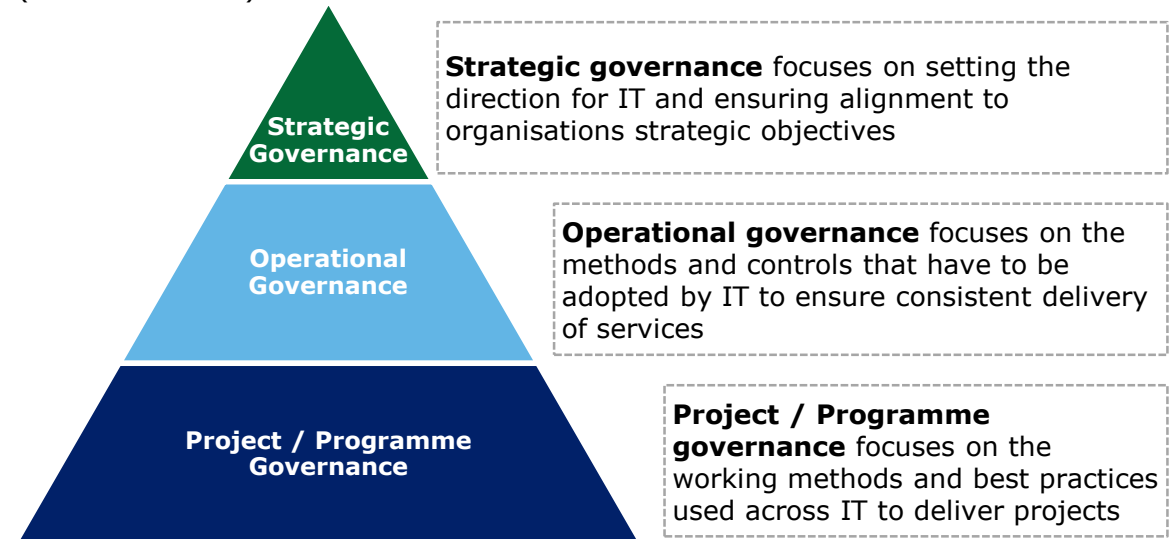 Strategic
Governance
Strategic governance focuses on setting the
direction for IT and ensuring alignment to
organisations strategic objectives
Operational
Governance
Operational governance focuses on the
methods and controls that have to be
adopted by IT to ensure consistent delivery
of services
Project / Programme
Governance
Project / Programme
governance focuses on the
working methods and best practices
used across IT to deliver projects